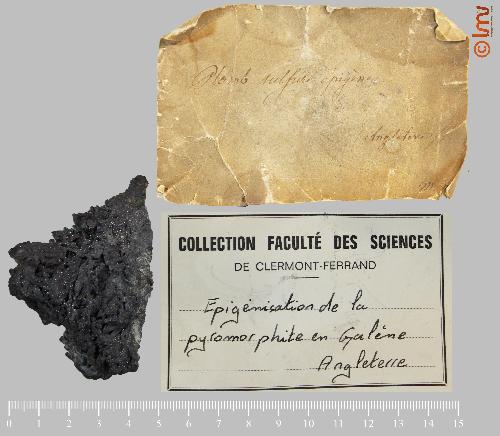 Plomb sulfuré épigène
Angleterre
M
© lmv
COLLECTION FACULTÉ DES SCIENCES
DE CLERMONT-FERRAND
Epigénisation de la
pyromorphite en Galène
Angleterre
0 1 2 3 4 5 6 7 8 9 10 11 12 13 14 15